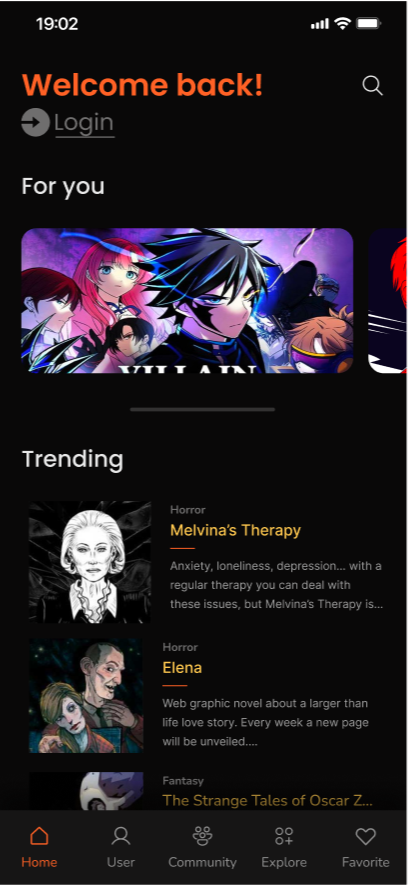 19:02
Welcome back!
Login
For you
VILLAIN
Trending
Horror
Melvina's Therapy
Anxiety, loneliness, depression... with a
regular therapy you can deal with
these issues, but Melvina's Therapy is...
Horror
Elena
Web graphic novel about a larger than
life love story. Every week a new page
will be unveiled....
Fantasy
The Strange Tales of Oscar Z...
Home
User
Community
Explore
Favorite